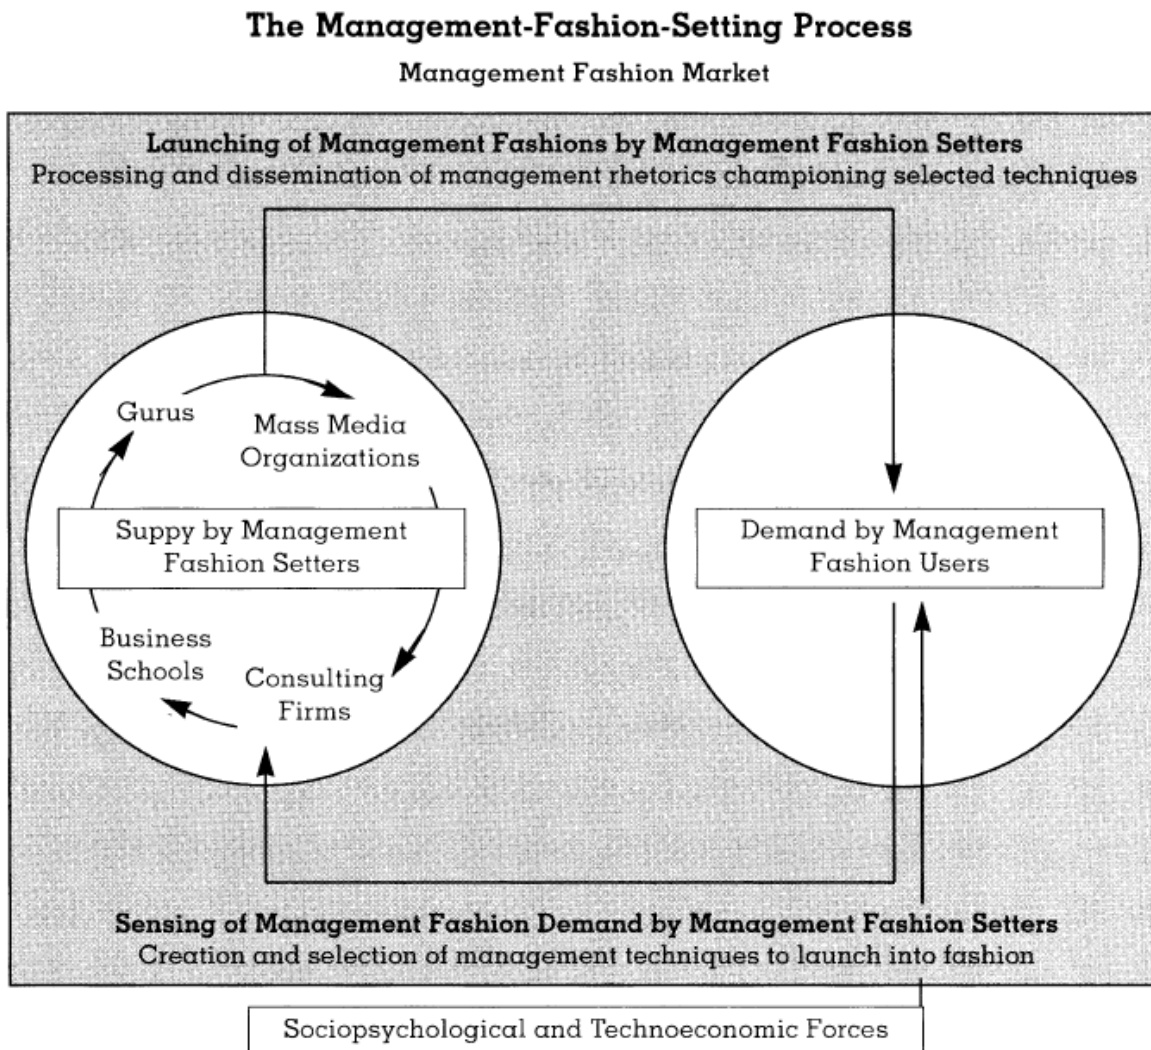 The Management-Fashion-Setting Process
Management Fashion Market
Launching of Management Fashions by Management Fashion Setters
Processing and dissemination of management rhetorics championing selected techniques
Gurus
Mass Media
Organizations
Suppy by Management
Fashion Setters
Business
Schools
Consulting
Firms
Demand by Management
Fashion Users
Sensing of Management Fashion Demand by Management Fashion Setters
Creation and selection of management techniques to launch into fashion
Sociopsychological and Technoeconomic Forces